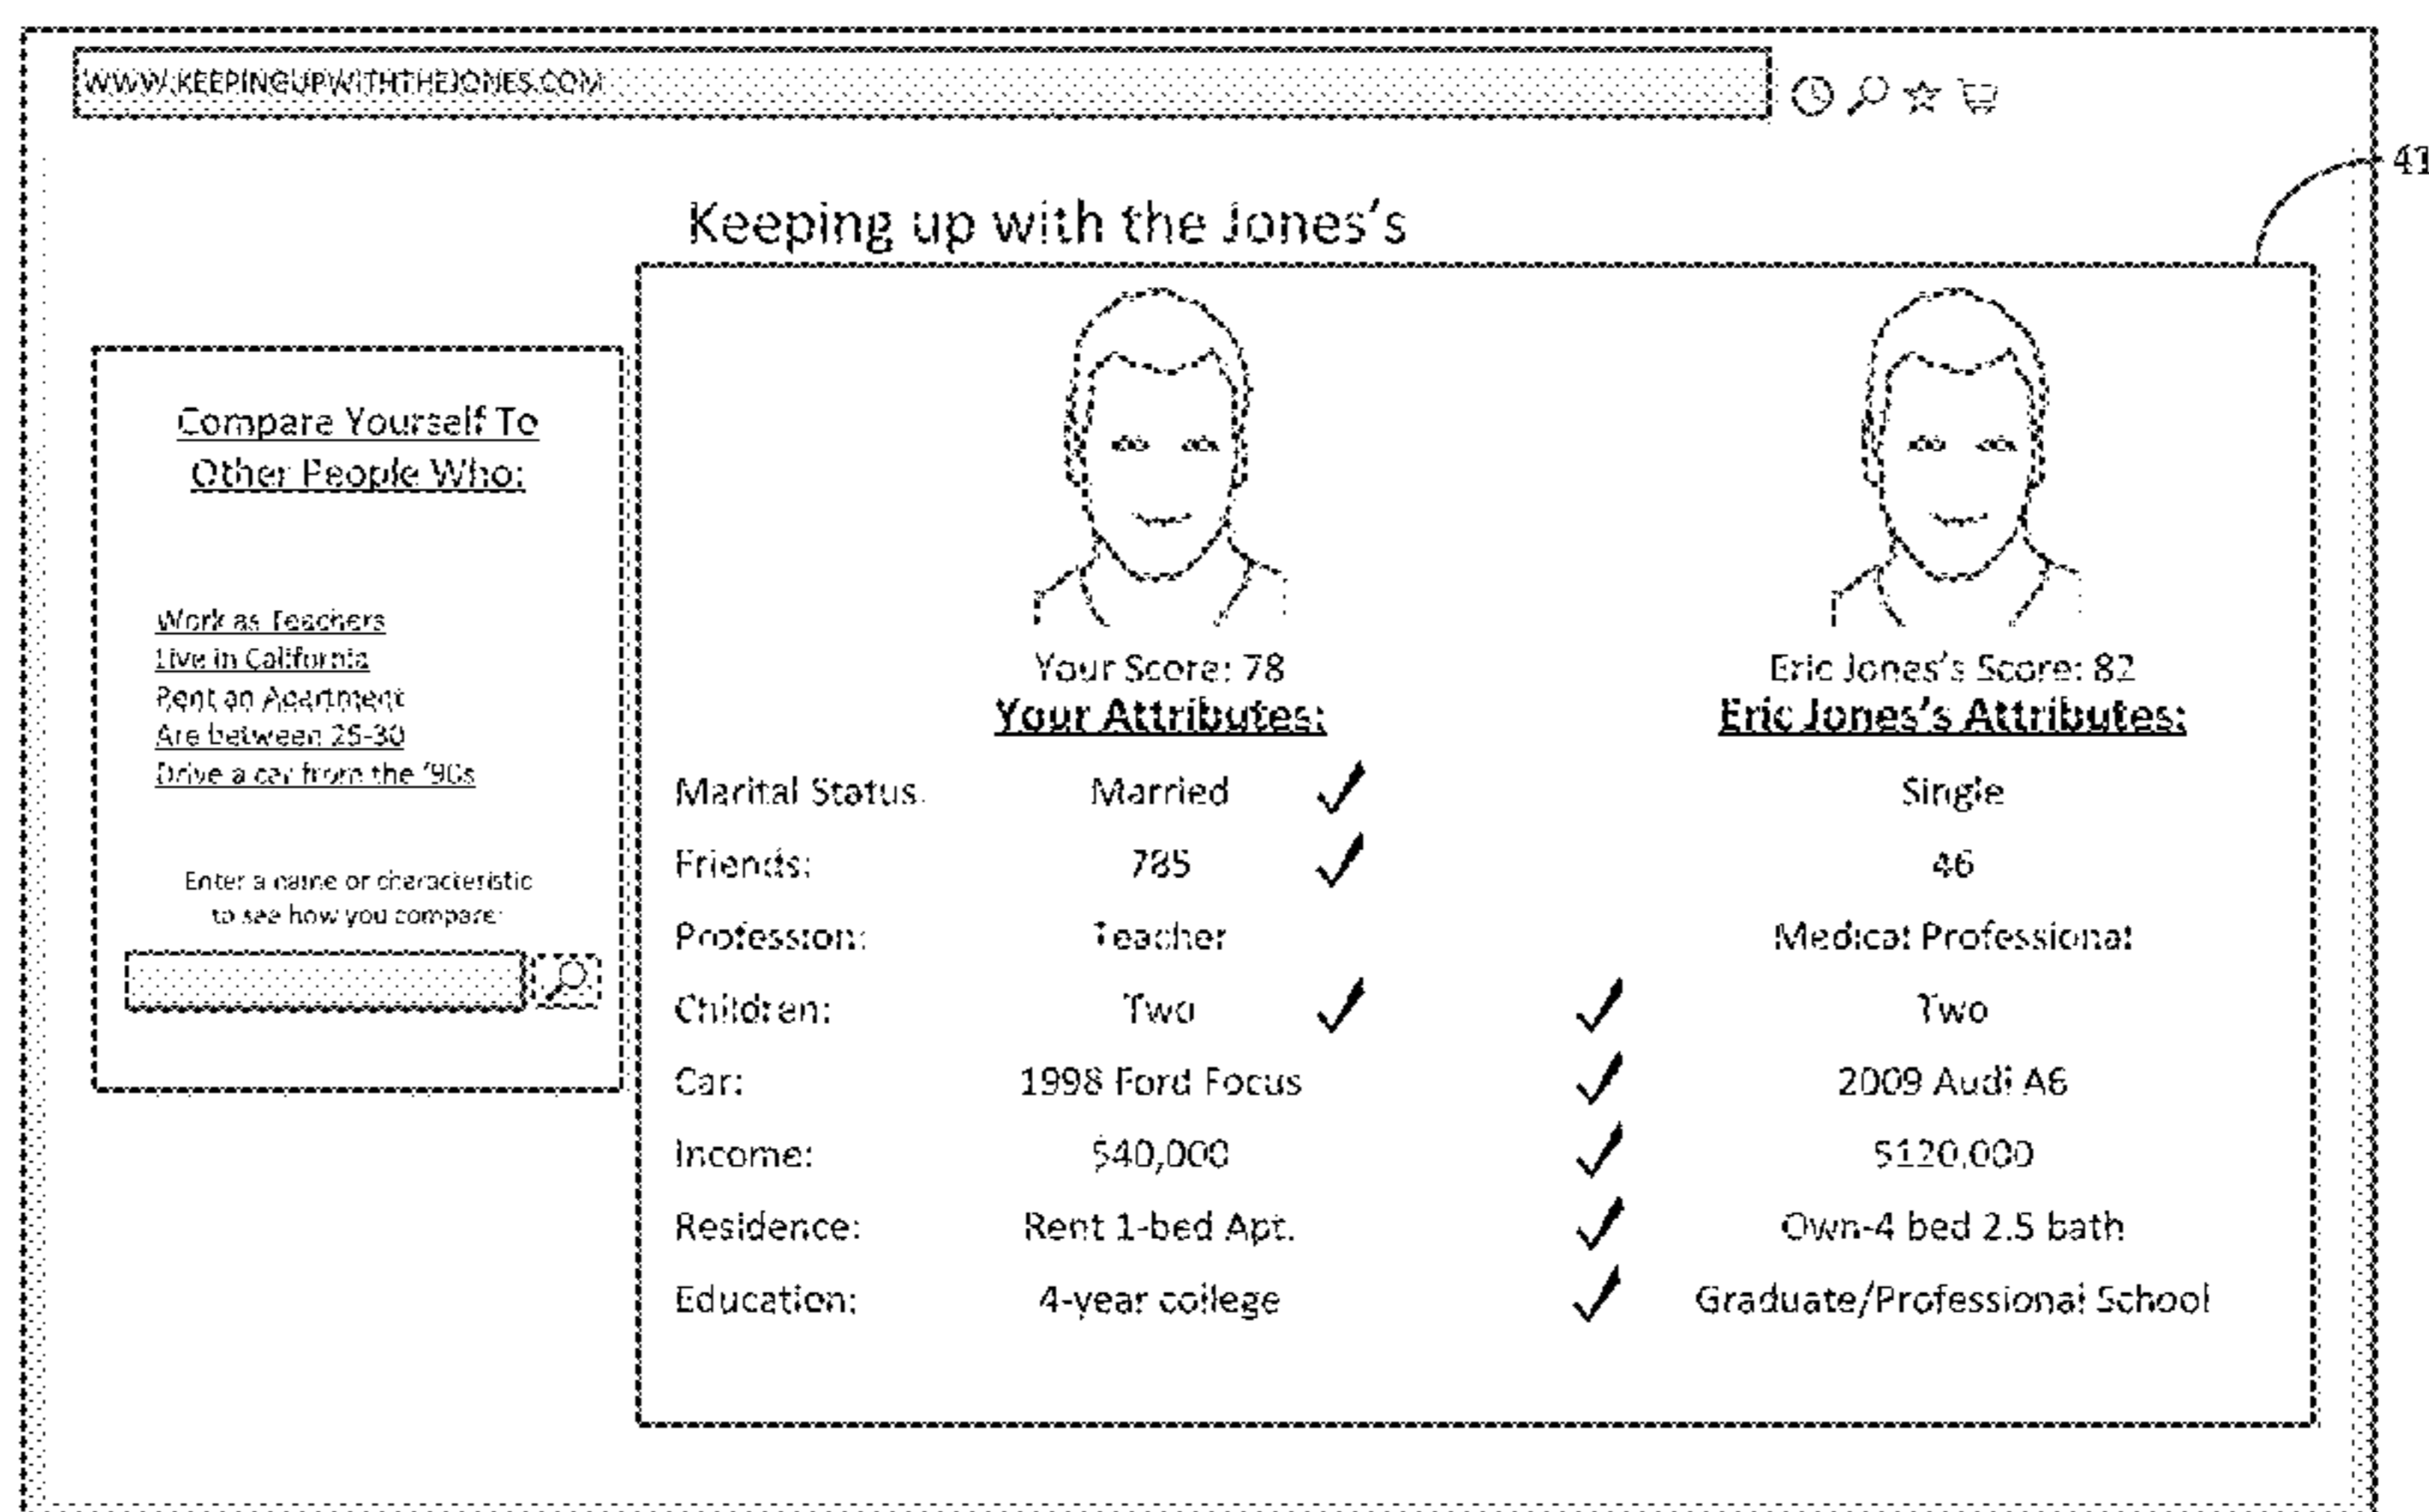 WWW.KEEPINGUPWITHTHEJONES.COM
41
Keeping up with the Jones's
Compare Yourself To
Other People Who:
Work as Teachers
Live in California
Rent an Apartment
Are between 25-30
Drive a car from the '90s
Enter a name or characteristic
to see how you compare:
Your Score: 78
Eric Jones's Score: 82
Your Attributes:
Eric Jones's Attributes:
Marital Status: Married ✓ Single
Friends: 785 ✓ 46
Profession: Teacher Medical Professional
Children: Two ✓ ✓ Two
Car: 1998 Ford Focus ✓ 2009 Audi A6
Income: $40,000 ✓ $120,000
Residence: Rent 1-bed Apt. ✓ Own-4 bed 2.5 bath
Education: 4-year college ✓ Graduate/Professional School